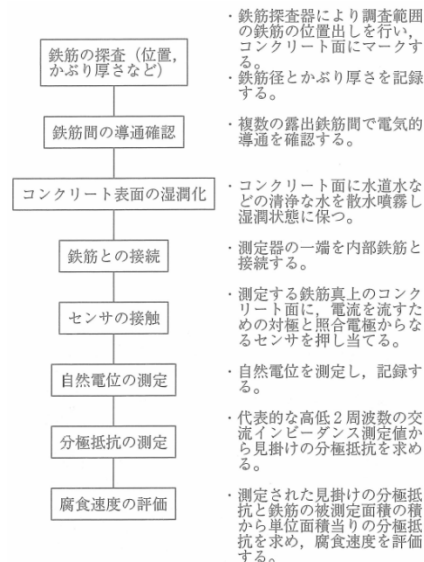 鉄筋の探査（位置，
かぶり厚さなど）
・鉄筋探査器により調査範囲
の鉄筋の位置出しを行い，
コンクリート面にマークす
る。
・鉄筋径とかぶり厚さを記録
する。
鉄筋間の導通確認
・複数の露出鉄筋間で電気的
導通を確認する。
コンクリート表面の湿潤化
・コンクリート面に水道水な
どの清浄な水を散水噴霧し
湿潤状態に保つ。
鉄筋との接続
・測定器の一端を内部鉄筋と
接続する。
センサの接触
・測定する鉄筋真上のコンク
リート面に，電流を流すた
めの対極と照合電極からな
るセンサを押し当てる。
自然電位の測定
・自然電位を測定し，記録す
る。
分極抵抗の測定
・代表的な高低２周波数の交
流インピーダンス測定値か
ら見掛けの分極抵抗を求め
る。
腐食速度の評価
・測定された見掛けの分極抵
抗と鉄筋の被測定面積の積
から単位面積当りの分極抵
抗を求め，腐食速度を評価
する。